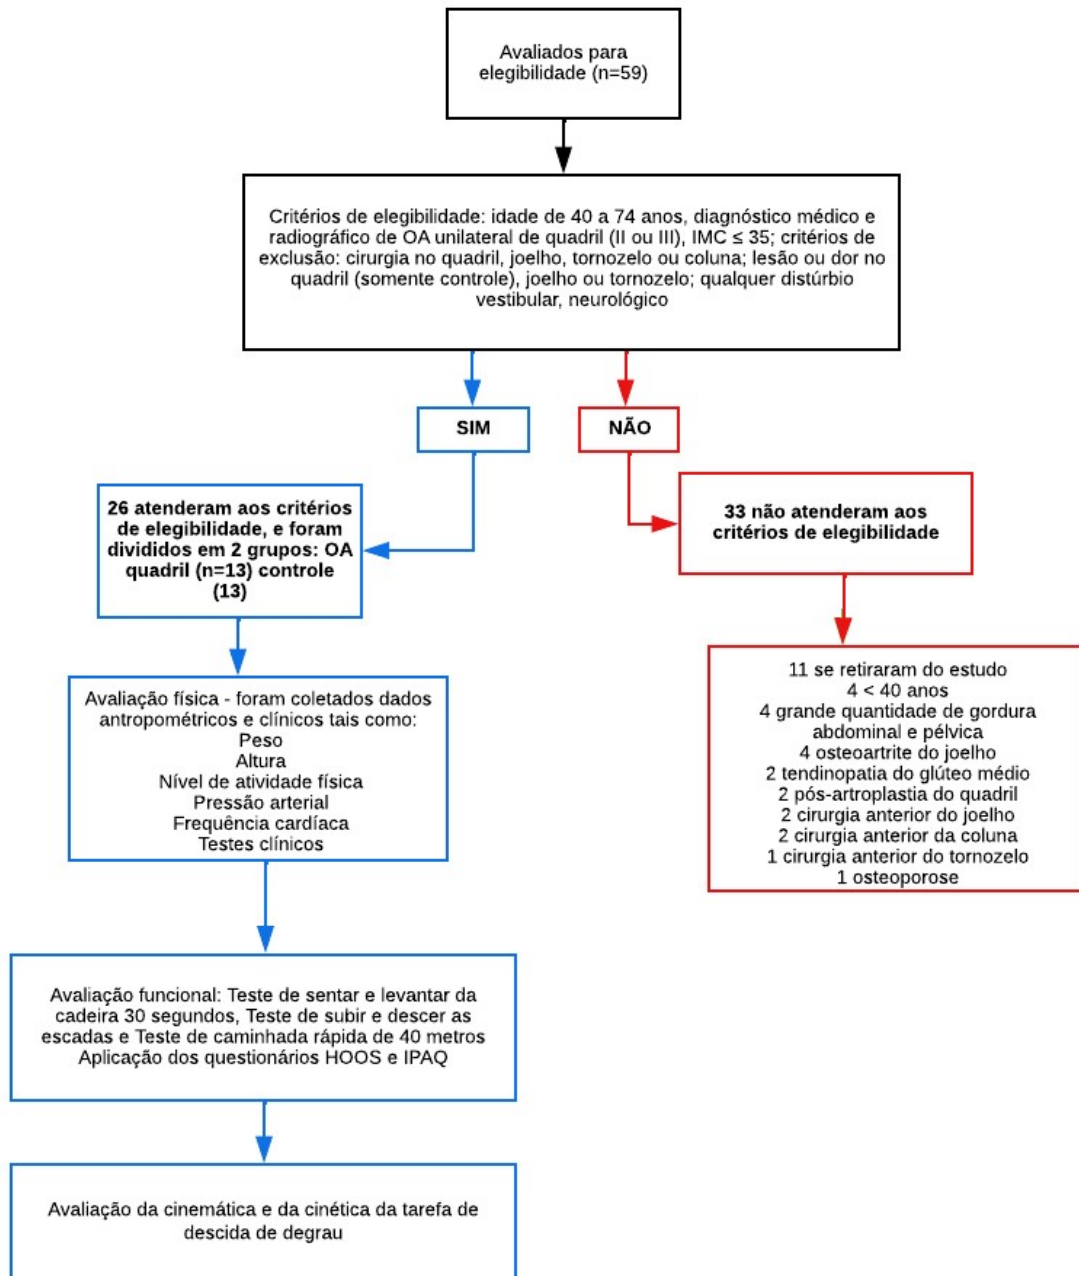 Avaliados para
elegibilidade (n=59)
Critérios de elegibilidade: idade de 40 a 74 anos, diagnóstico médico e
radiográfico de OA unilateral de quadril (II ou III), IMC ≤ 35; critérios de
exclusão: cirurgia no quadril, joelho, tornozelo ou coluna; lesão ou dor no
quadril (somente controle), joelho ou tornozelo; qualquer distúrbio
vestibular, neurológico
SIM
NÃO
26 atenderam aos critérios
de elegibilidade, e foram
divididos em 2 grupos: OA
quadril (n=13) controle
(13)
33 não atenderam aos
critérios de elegibilidade
Avaliação física - foram coletados dados
antropométricos e clínicos tais como:
Peso
Altura
Nível de atividade física
Pressão arterial
Frequência cardíaca
Testes clínicos
11 se retiraram do estudo
4 < 40 anos
4 grande quantidade de gordura
abdominal e pélvica
4 osteoartrite do joelho
2 tendinopatia do glúteo médio
2 pós-artroplastia do quadril
2 cirurgia anterior do joelho
2 cirurgia anterior da coluna
1 cirurgia anterior do tornozelo
1 osteoporose
Avaliação funcional: Teste de sentar e levantar da
cadeira 30 segundos, Teste de subir e descer as
escadas e Teste de caminhada rápida de 40 metros
Aplicação dos questionários HOOS e IPAQ
Avaliação da cinemática e da cinética da tarefa de
descida de degrau